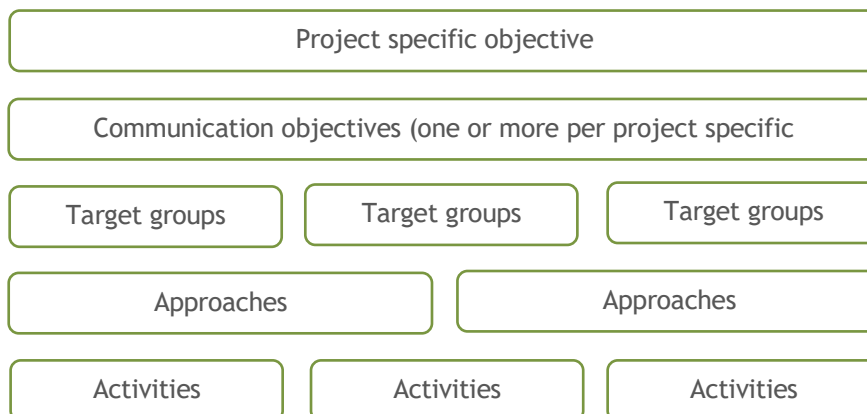 Project specific objective
Communication objectives (one or more per project specific
Target groups
Target groups
Target groups
Approaches
Approaches
Activities
Activities
Activities